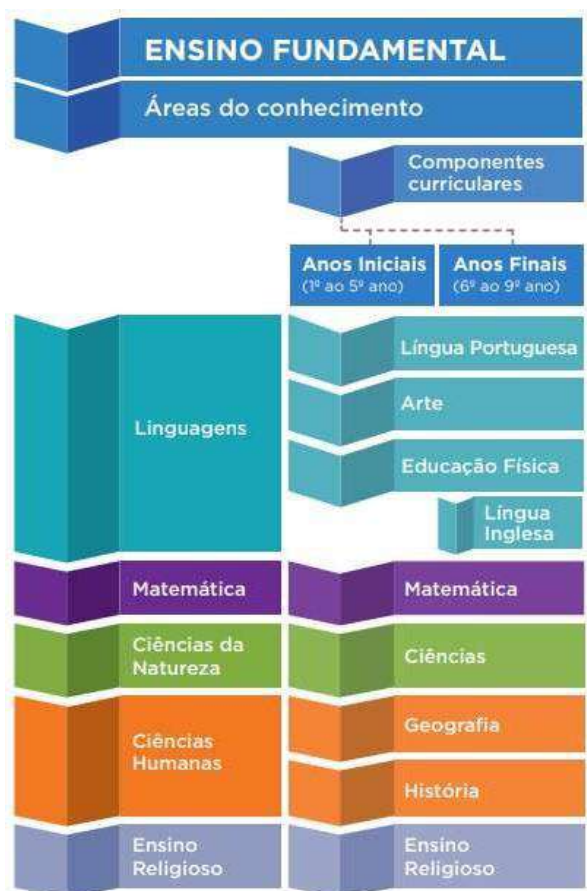 ENSINO FUNDAMENTAL
Áreas do conhecimento
Componentes
curriculares
Anos Iniciais
(1º ao 5º ano)
Anos Finais
(6º ao 9º ano)
Linguagens
Língua Portuguesa
Arte
Educação Física
Língua
Inglesa
Matemática
Matemática
Ciências da
Natureza
Ciências
Ciências
Humanas
Geografia
História
Ensino
Religioso
Ensino
Religioso